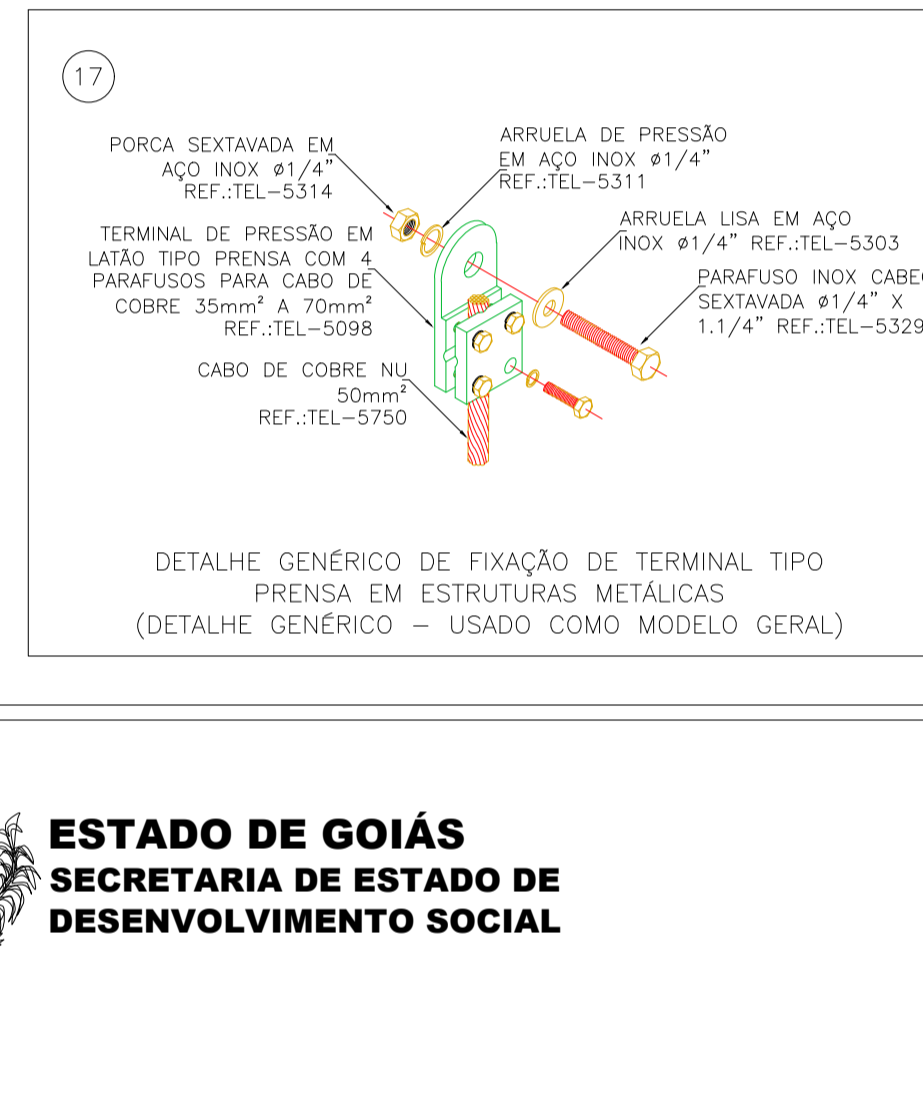 17
PORCA SEXTAVADA EM
AÇO INOX ø1/4"
REF.:TEL-5314
ARRUELA DE PRESSÃO
EM AÇO INOX ø1/4"
REF.:TEL-5311
TERMINAL DE PRESSÃO EM
LATÃO TIPO PRENSA COM 4
PARAFUSOS PARA CABO DE
COBRE 35mm² A 70mm²
REF.:TEL-5098
ARRUELA LISA EM AÇO
INOX ø1/4" REF.:TEL-5303
PARAFUSO INOX
SEXTAVADA ø1/4" X
1.1/4" REF.:TEL-5329
CABO DE COBRE NU
50mm²
REF.:TEL-5750
DETALHE GENÉRICO DE FIXAÇÃO DE TERMINAL TIPO
PRENSA EM ESTRUTURAS METÁLICAS
(DETALHE GENÉRICO - USADO COMO MODELO GERAL)
ESTADO DE GOIÁS
SECRETARIA DE ESTADO DE
DESENVOLVIMENTO SOCIAL